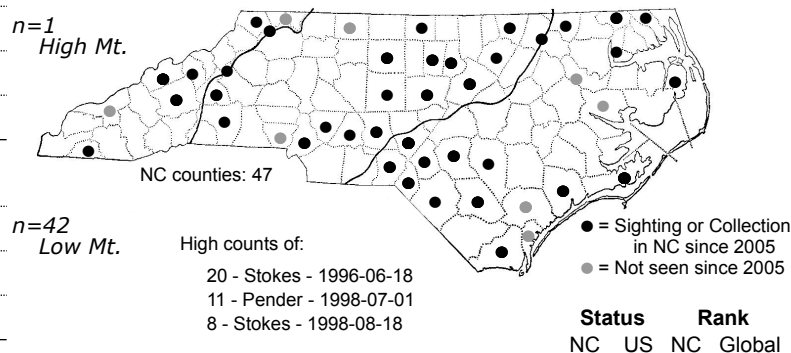 n=1
High Mt.
NC counties: 47
n=42
Low Mt.
High counts of:
20 - Stokes - 1996-06-18
11 - Pender - 1998-07-01
8 - Stokes - 1998-08-18
= Sighting or Collection
in NC since 2005
= Not seen since 2005
Status Rank
NC US NC Global